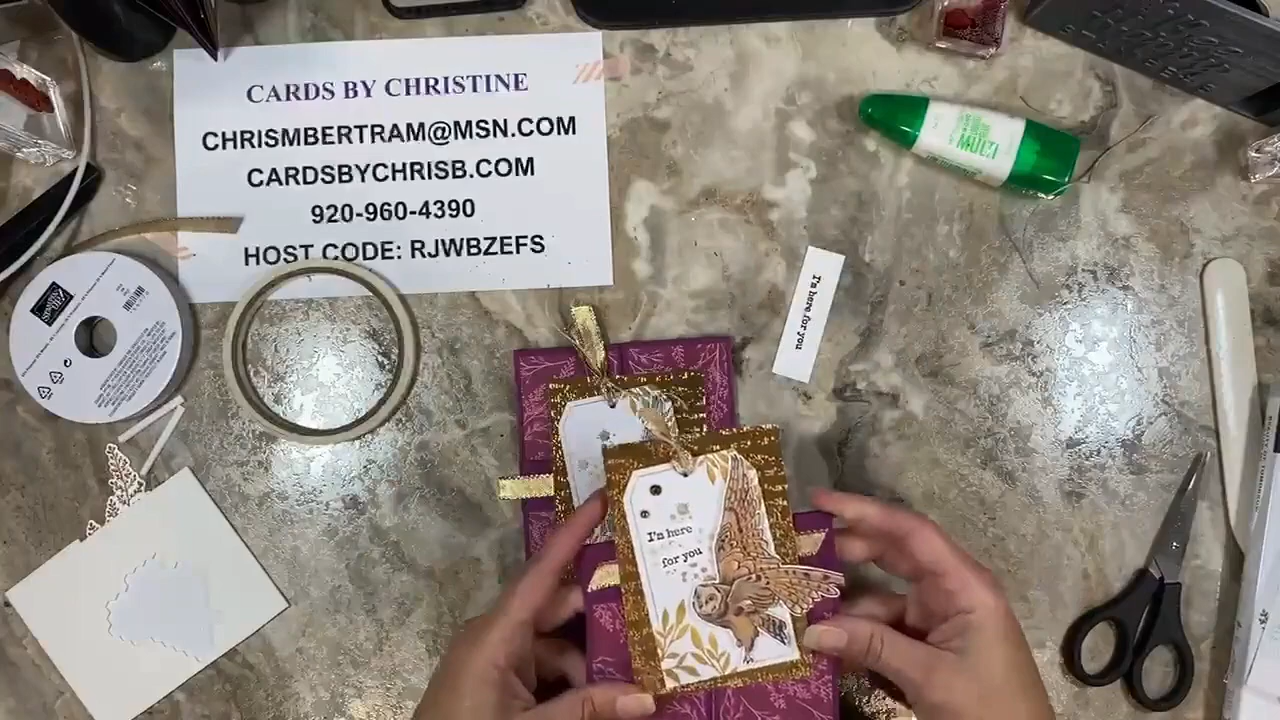 CARDS BY CHRISTINE
CHRISMBERTRAM@MSN.COM
CARDSBYCHRISB.COM
920-960-4390
HOST CODE: RJWBZEFS
MULTI
I'm here for you
I'm here
for you